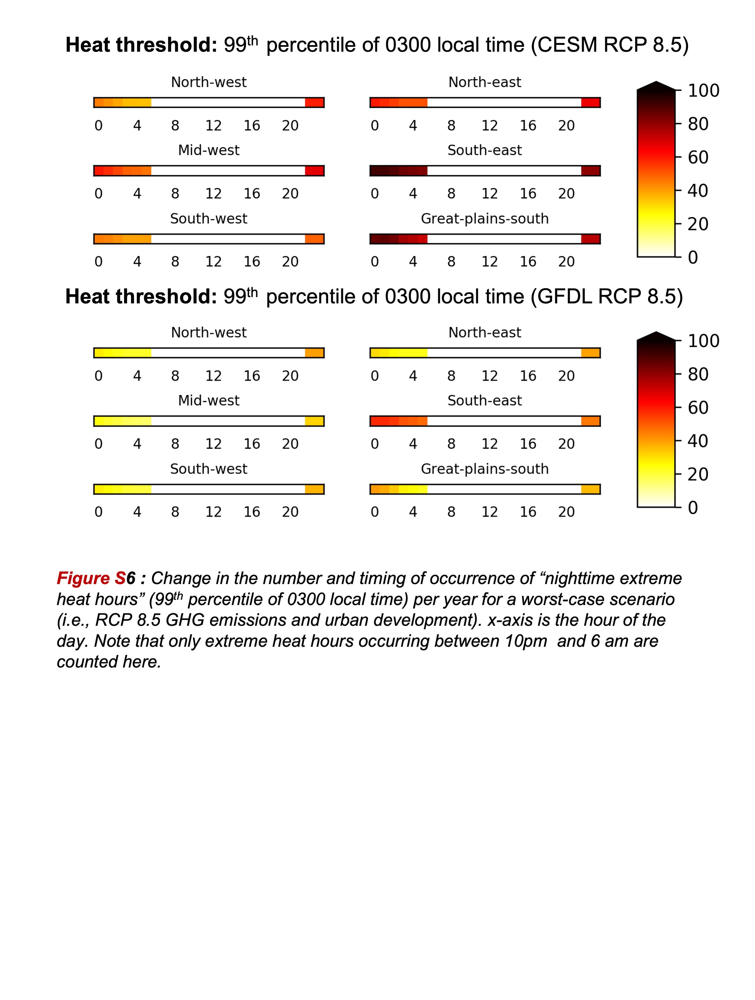 Heat threshold: 99th percentile of 0300 local time (CESM RCP 8.5)
North-west
0 4 8 12 16 20
North-east
0 4 8 12 16 20
Mid-west
0 4 8 12 16 20
South-east
0 4 8 12 16 20
South-west
0 4 8 12 16 20
Great-plains-south
0 4 8 12 16 20
100
80
60
40
20
0
Heat threshold: 99th percentile of 0300 local time (GFDL RCP 8.5)
North-west
0 4 8 12 16 20
North-east
0 4 8 12 16 20
Mid-west
0 4 8 12 16 20
South-east
0 4 8 12 16 20
South-west
0 4 8 12 16 20
Great-plains-south
0 4 8 12 16 20
100
80
60
40
20
0
Figure S6 : Change in the number and timing of occurrence of “nighttime extreme
heat hours” (99th percentile of 0300 local time) per year for a worst-case scenario
(i.e., RCP 8.5 GHG emissions and urban development). x-axis is the hour of the
day. Note that only extreme heat hours occurring between 10pm  and 6 am are
counted here.